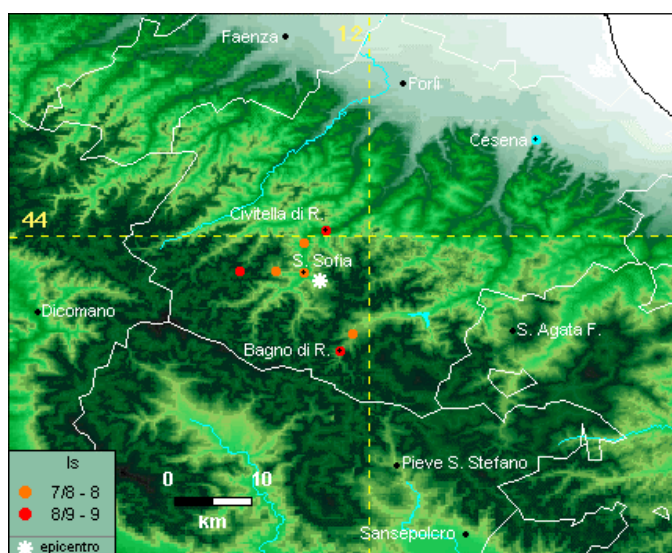 Faenza
12
Forlì
Cesena
Civitella di R.
44
S. Sofia
Dicomano
S. Agata F.
Bagno di R.
Is
7/8 - 8
8/9 - 9
epicentro
0 10
km
Pieve S. Stefano
Sansepolcro